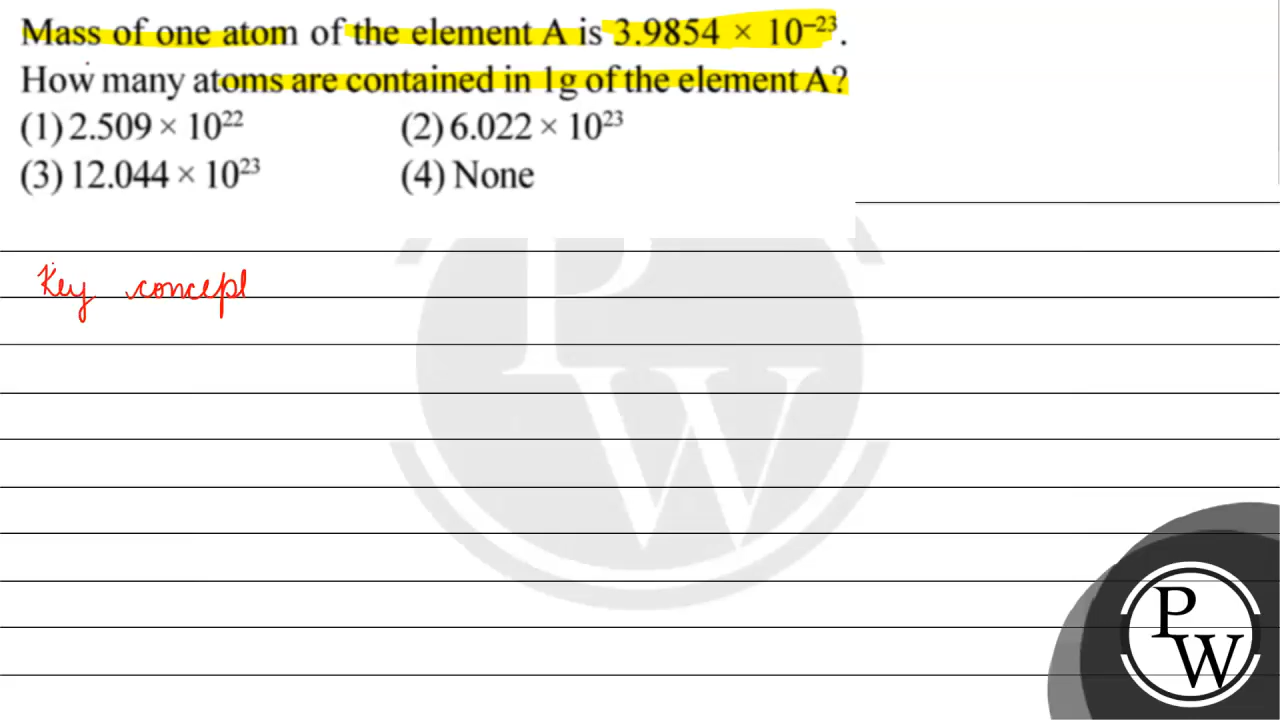 Mass of one atom of the element A is 3.9854 × 10⁻²³.
How many atoms are contained in 1g of the element A?
(1) 2.509 × 10²² (2) 6.022 × 10²³
(3) 12.044 × 10²³ (4) None
Key concept
P
W
P
W